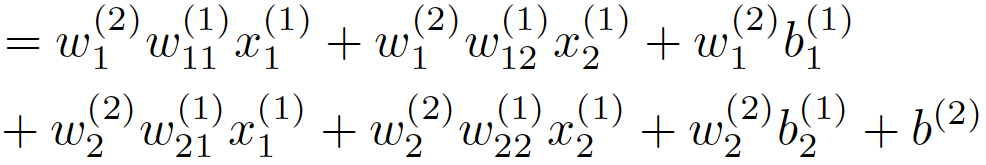 = w_1^{(2)} w_{11}^{(1)} x_1^{(1)} + w_1^{(2)} w_{12}^{(1)} x_2^{(1)} + w_1^{(2)} b_1^{(1)}
+ w_2^{(2)} w_{21}^{(1)} x_1^{(1)} + w_2^{(2)} w_{22}^{(1)} x_2^{(1)} + w_2^{(2)} b_2^{(1)} + b^{(2)}